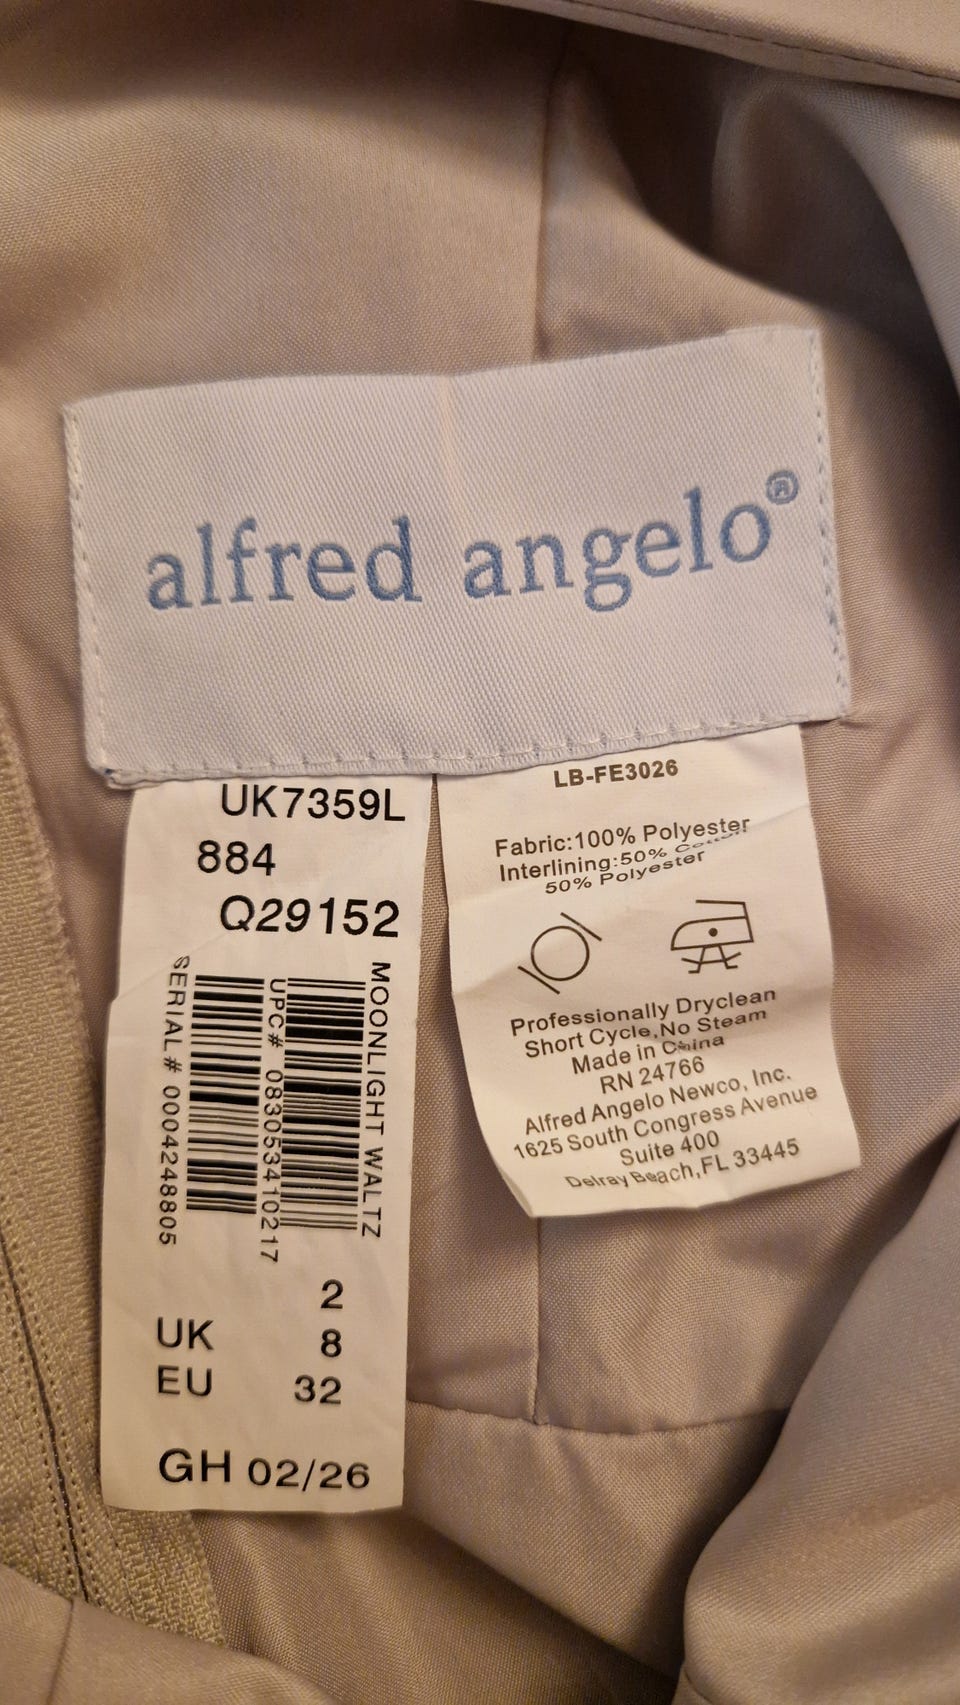 alfred angelo®
UK7359L
884
Q29152
MOONLIGHT WALTZ
UPC# 083053410217
SERIAL# 0004248805
2
UK 8
EU 32
GH 02/26
LB-FE3026
Fabric:100% Polyester
Interlining:50% Cotton
50% Polyester
Professionally Dryclean
Short Cycle,No Steam
Made in China
RN 24766
Alfred Angelo Newco, Inc.
1625 South Congress Avenue
Suite 400
Delray Beach,FL 33445